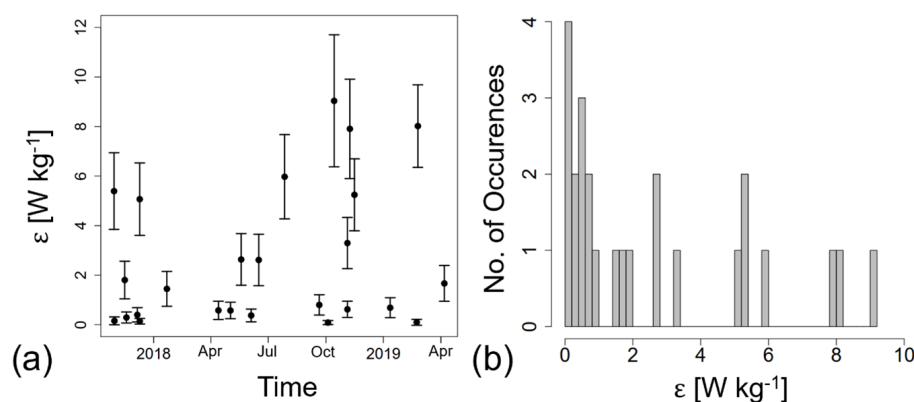 12
10
8
6
4
2
0
ε [W kg-1]
2018 Apr Jul Oct 2019 Apr
Time
(a)
4
3
2
1
0
No. of Occurences
0 2 4 6 8 10
ε [W kg-1]
(b)